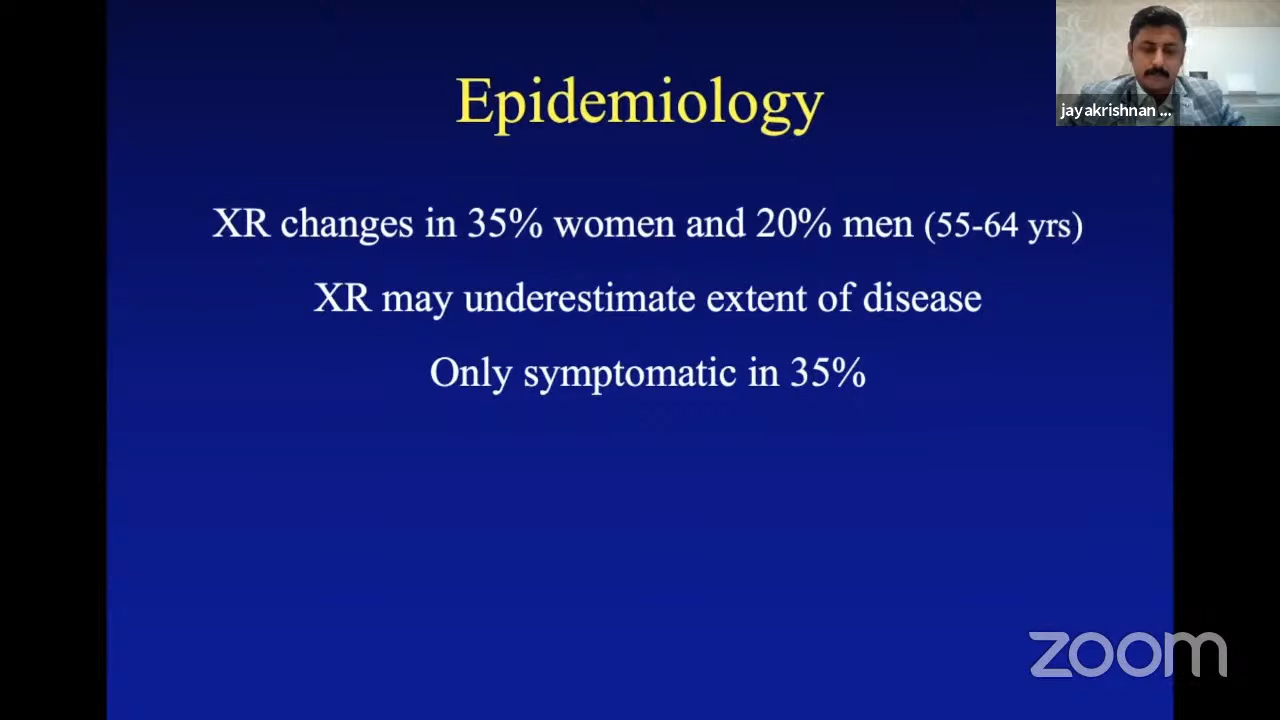 Epidemiology
jayakrishnan ...
XR changes in 35% women and 20% men (55-64 yrs)
XR may underestimate extent of disease
Only symptomatic in 35%
zoom